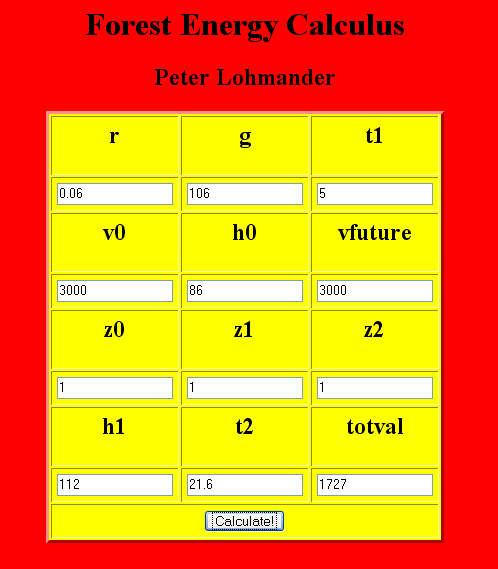 Forest Energy Calculus
Peter Lohmander
r g t1
0.06 106 5
v0 h0 vfuture
3000 86 3000
z0 z1 z2
1 1 1
h1 t2 totval
112 21.6 1727
Calculate!